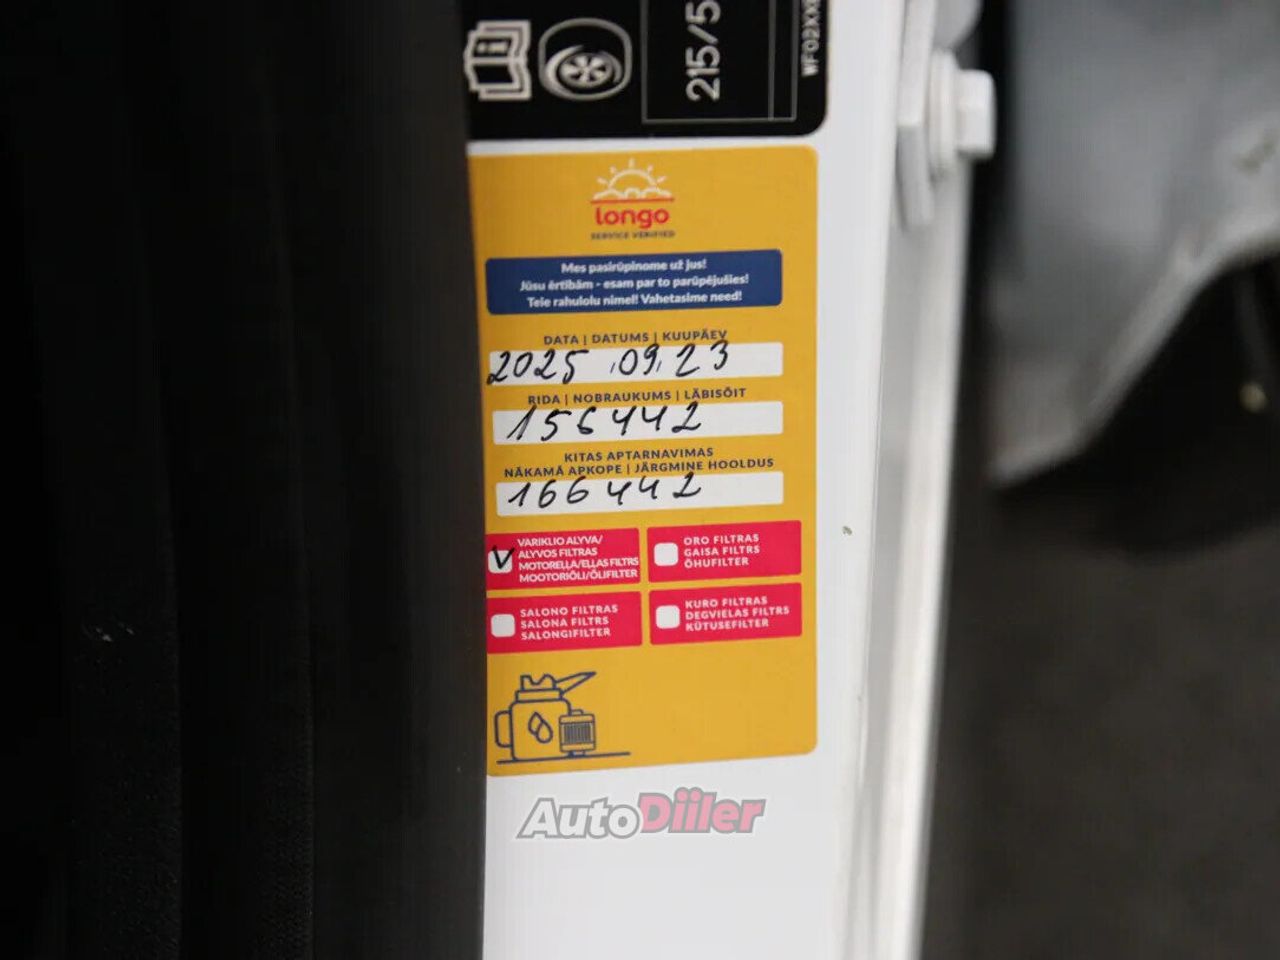 215/5
WF02XX
longo
SERVICE VERIFIED
Mes pasirūpinome už jus!
Jūsu ērtībām - esam par to parūpējušies!
Teie rahulolu nimel! Vahetasime need!
DATA | DATUMS | KUUPÄEV
2025.09.23
RIDA | NOBRAUKUMS | LÄBISÕIT
156442
KITAS APTARNAVIMAS
NĀKAMĀ APKOPE | JÄRGMINE HOOLDUS
166442
VARIKLIO ALYVA/
ALYVOS FILTRAS
MOTOREĻĻA/EĻĻAS FILTRS
MOOTORIÕLI/ÕLIFILTER
ORO FILTRAS
GAISA FILTRS
ÕHUFILTER
SALONO FILTRAS
SALONA FILTRS
SALONGIFILTER
KURO FILTRAS
DEGVIELAS FILTRS
KÜTUSEFILTER
AutoDiiler